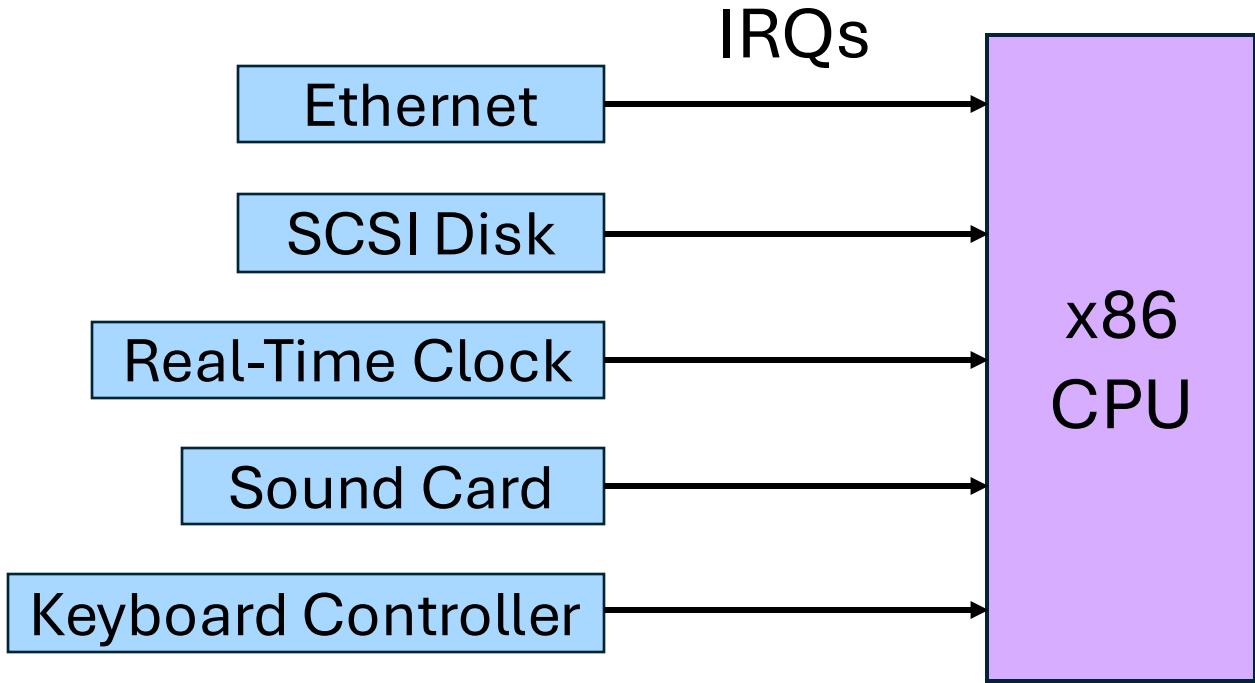 IRQs
Ethernet
SCSI Disk
Real-Time Clock
Sound Card
Keyboard Controller
x86
CPU